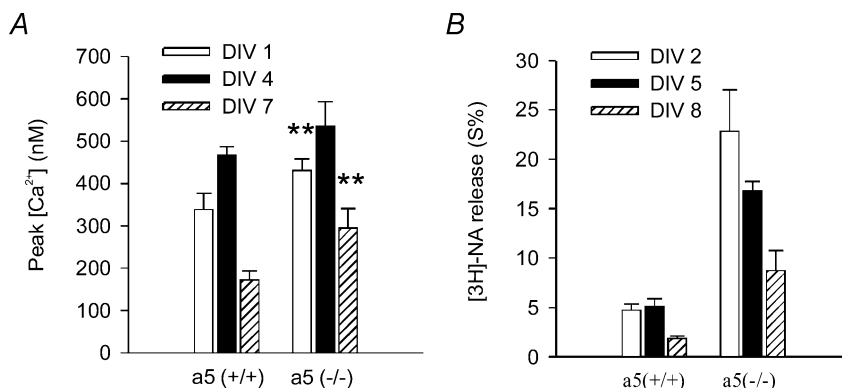 A
Peak [Ca²⁺] (nM)
700
600
500
400
300
200
100
0
DIV 1
DIV 4
DIV 7
**
**
a5 (+/+)
a5 (-/-)
B
[3H]-NA release (S%)
30
25
20
15
10
5
0
DIV 2
DIV 5
DIV 8
a5(+/+)
a5(-/-)